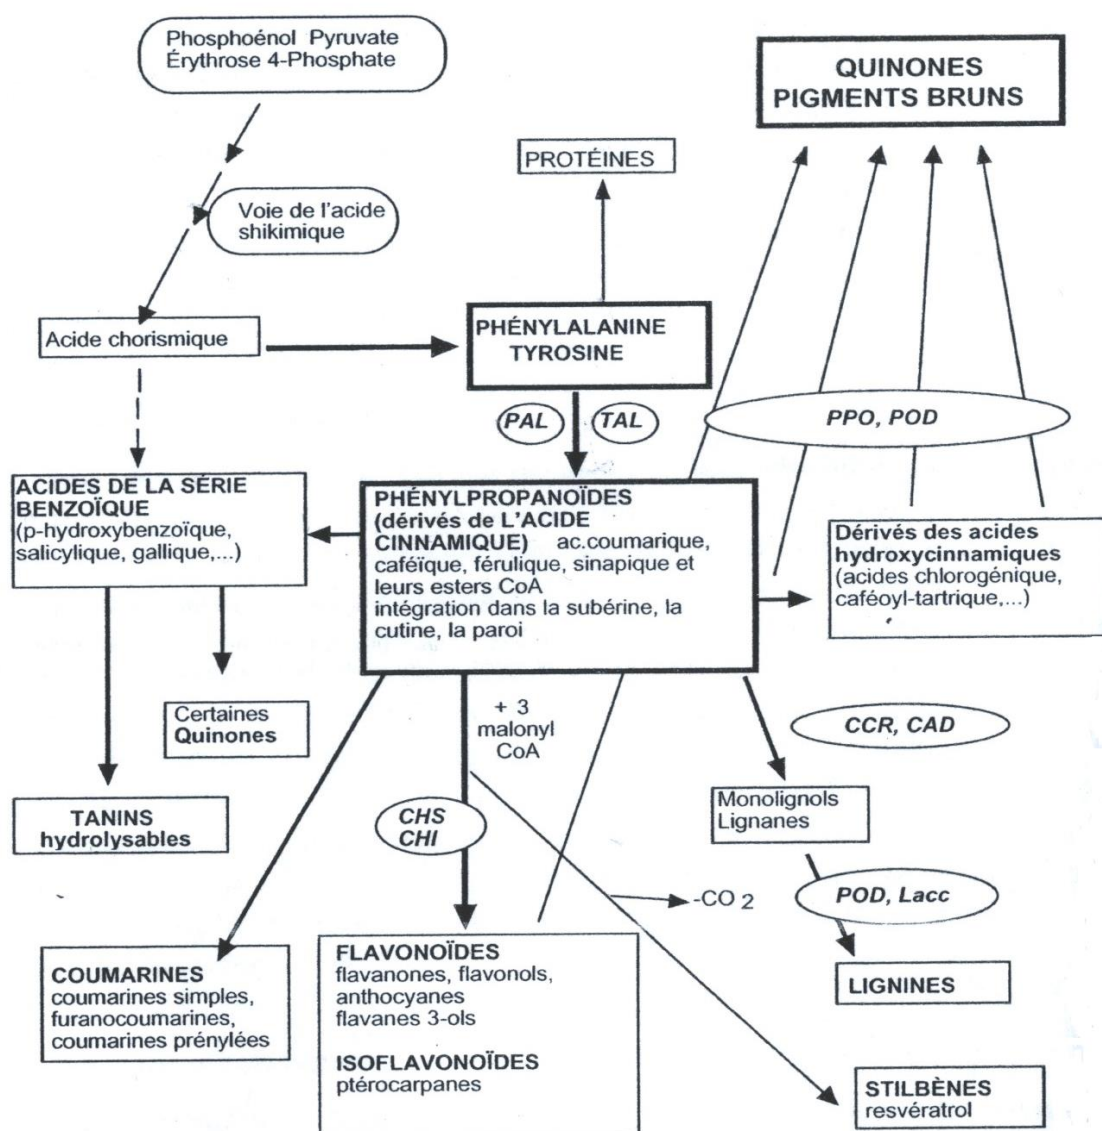 Phosphoénol Pyruvate
Érythrose 4-Phosphate
QUINONES
PIGMENTS BRUNS
PROTÉINES
Voie de l'acide
shikimique
Acide chorismique
PHÉNYLALANINE
TYROSINE
PAL
TAL
PPO, POD
ACIDES DE LA SÉRIE
BENZOÏQUE
(p-hydroxybenzoïque,
salicylique, gallique,...)
PHÉNYLPROPANOÏDES
(dérivés de L'ACIDE
CINNAMIQUE) ac.coumarique,
caféïque, férulique, sinapique et
leurs esters CoA
intégration dans la subérine, la
cutine, la paroi
Dérivés des acides
hydroxycinnamiques
(acides chlorogénique,
caféoyl-tartrique,...)
Certaines
Quinones
+ 3
malonyl
CoA
CCR, CAD
TANINS
hydrolysables
CHS
CHI
Monolignols
Lignanes
-CO 2
POD, Lacc
COUMARINES
coumarines simples,
furanocoumarines,
coumarines prénylées
FLAVONOÏDES
flavanones, flavonols,
anthocyanes
flavanes 3-ols
ISOFLAVONOÏDES
ptérocarpanes
LIGNINES
STILBÈNES
resvératrol